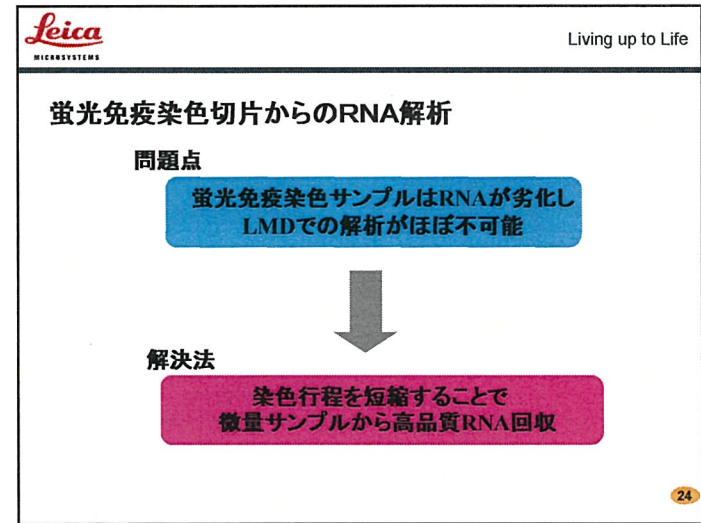 Leica
MICROSYSTEMS
Living up to Life
蛍光免疫染色切片からのRNA解析
問題点
蛍光免疫染色サンプルはRNAが劣化し
LMDでの解析がほぼ不可能
解決法
染色行程を短縮することで
微量サンプルから高品質RNA回収
24